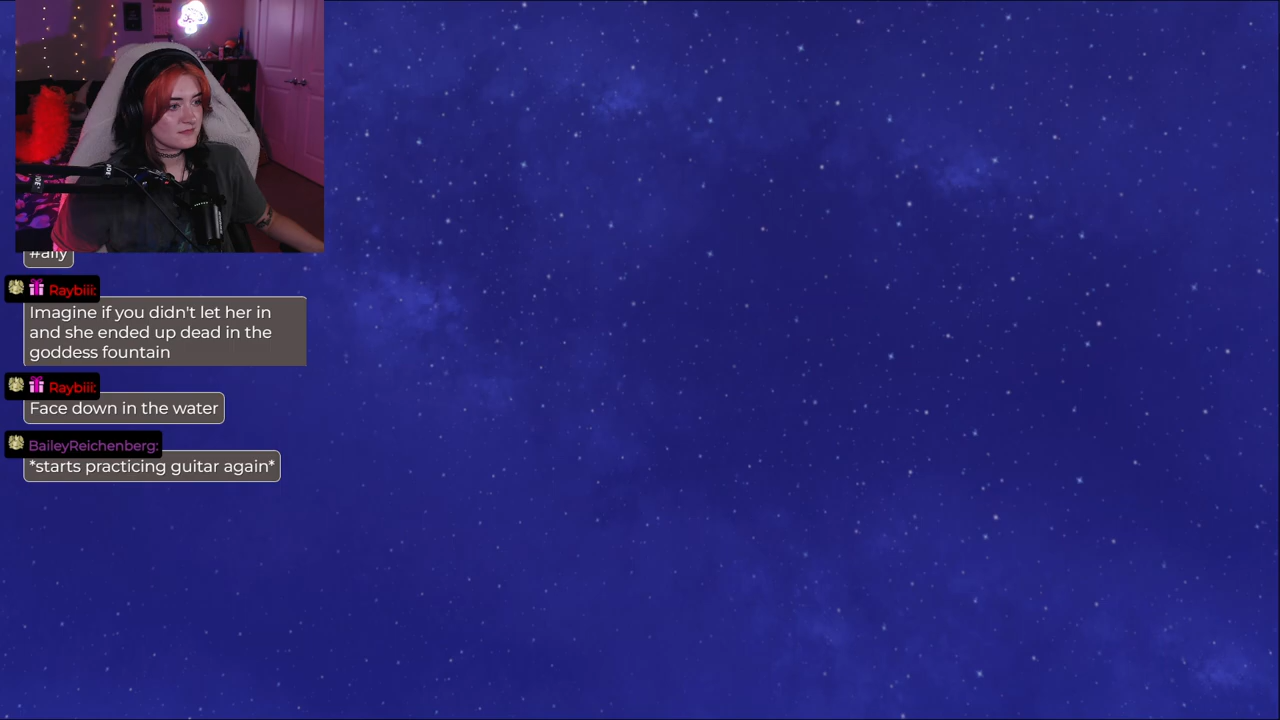 #ally
Raybiii:
Imagine if you didn't let her in
and she ended up dead in the
goddess fountain
Raybiii:
Face down in the water
BaileyReichenberg:
*starts practicing guitar again*